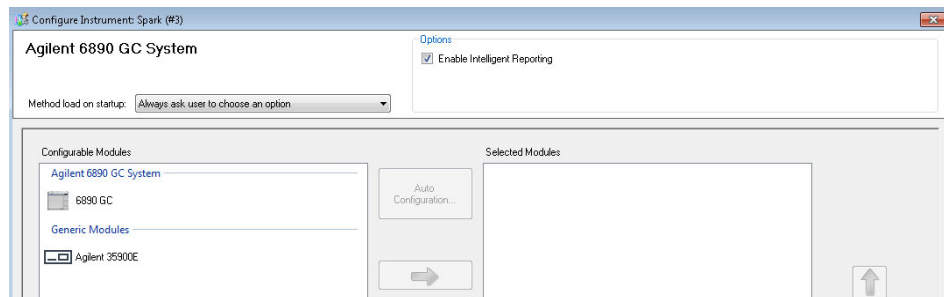 Configure Instrument: Spark (#3)
Agilent 6890 GC System
Options
Enable Intelligent Reporting
Method load on startup: Always ask user to choose an option
Configurable Modules
Selected Modules
Agilent 6890 GC System
6890 GC
Generic Modules
Agilent 35900E
Auto
Configuration...